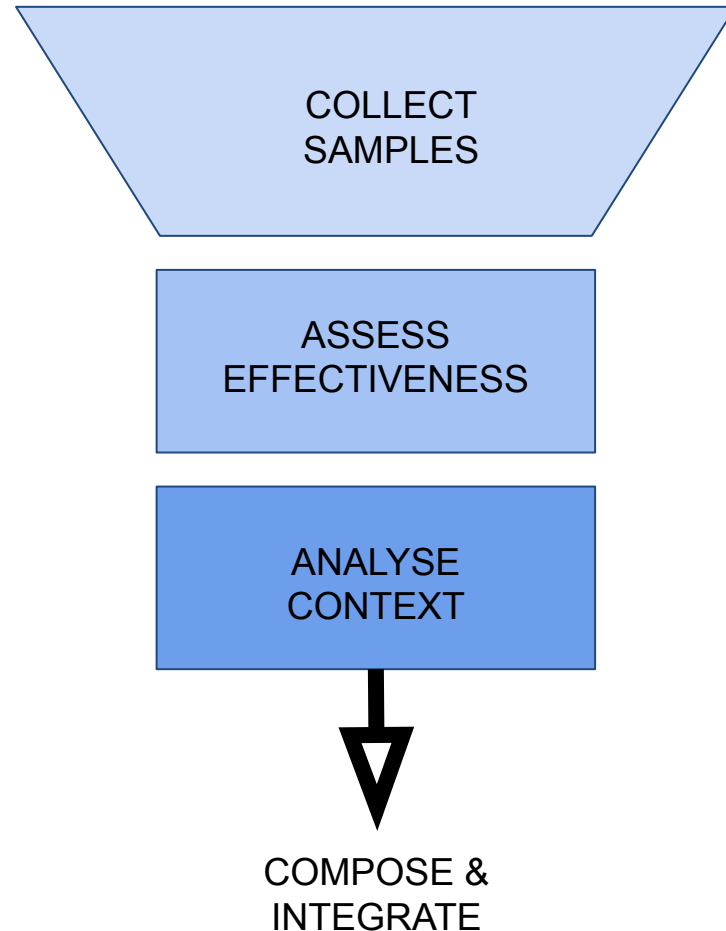 COLLECT
SAMPLES
ASSESS
EFFECTIVENESS
ANALYSE
CONTEXT
COMPOSE &
INTEGRATE